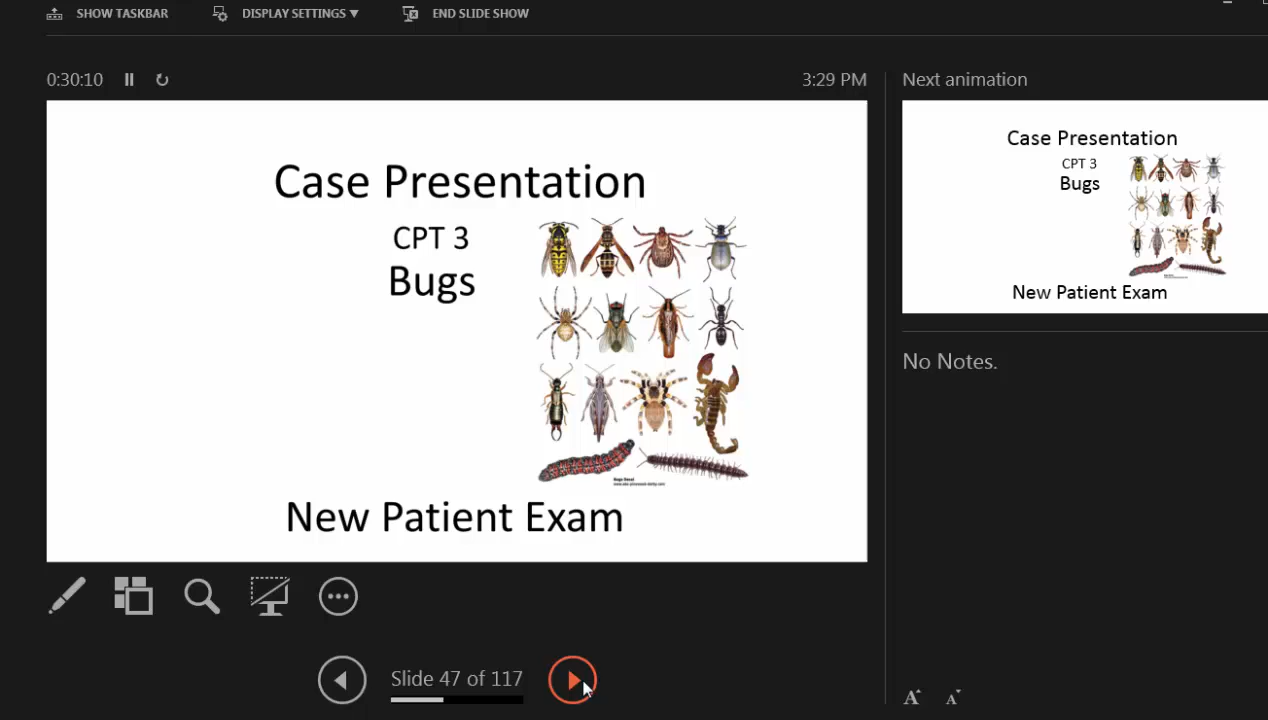 SHOW TASKBAR
DISPLAY SETTINGS ▼
END SLIDE SHOW
0:30:10
3:29 PM
Case Presentation
CPT 3
Bugs
New Patient Exam
Slide 47 of 117
Next animation
Case Presentation
CPT 3
Bugs
New Patient Exam
No Notes.
A
A